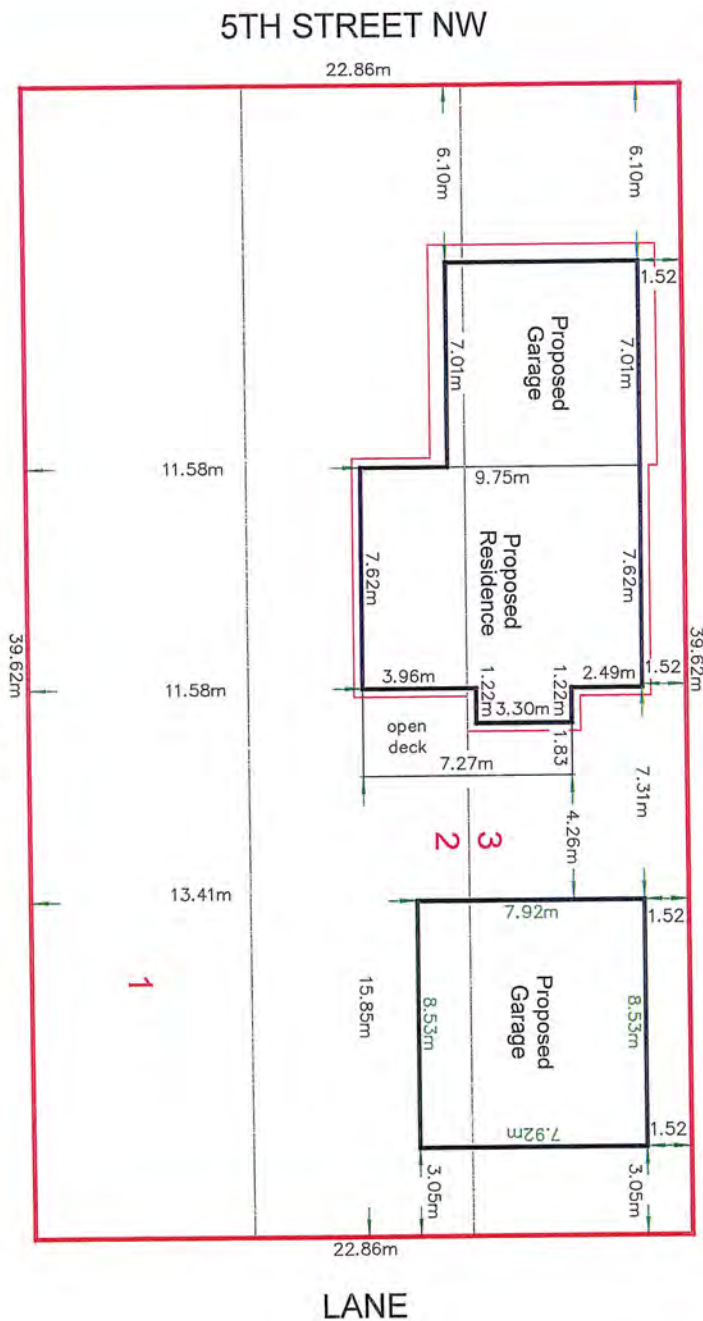 5TH STREET NW
22.86m
6.10m
6.10m
1.52
Proposed
Garage
7.01m
7.01m
11.58m
9.75m
Proposed
Residence
7.62m
7.62m
39.62m
39.62m
11.58m
3.96m
1.22m
1.22m
2.49m
1.52
3.30m
open
deck
1.83
7.27m
7.31m
4.26m
2
3
13.41m
7.92m
1.52
1
15.85m
8.53m
Proposed
Garage
8.53m
7.92m
1.52
3.05m
3.05m
22.86m
LANE